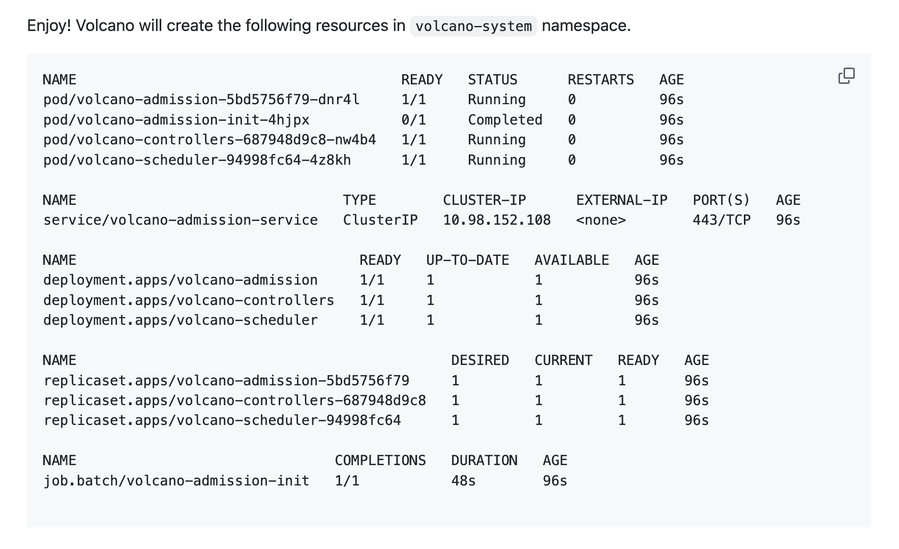 Enjoy! Volcano will create the following resources in volcano-system namespace.
NAME                                       READY   STATUS      RESTARTS   AGE
pod/volcano-admission-5bd5756f79-dnr4l     1/1     Running     0          96s
pod/volcano-admission-init-4hjpx           0/1     Completed   0          96s
pod/volcano-controllers-687948d9c8-nw4b4   1/1     Running     0          96s
pod/volcano-scheduler-94998fc64-4z8kh      1/1     Running     0          96s

NAME                                TYPE        CLUSTER-IP      EXTERNAL-IP   PORT(S)   AGE
service/volcano-admission-service   ClusterIP   10.98.152.108   <none>        443/TCP   96s

NAME                                  READY   UP-TO-DATE   AVAILABLE   AGE
deployment.apps/volcano-admission     1/1     1            1           96s
deployment.apps/volcano-controllers   1/1     1            1           96s
deployment.apps/volcano-scheduler     1/1     1            1           96s

NAME                                             DESIRED   CURRENT   READY   AGE
replicaset.apps/volcano-admission-5bd5756f79     1         1         1       96s
replicaset.apps/volcano-controllers-687948d9c8   1         1         1       96s
replicaset.apps/volcano-scheduler-94998fc64      1         1         1       96s

NAME                               COMPLETIONS   DURATION   AGE
job.batch/volcano-admission-init   1/1           48s        96s